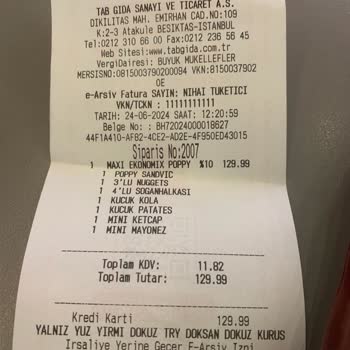 TAB GIDA SANAYI VE TICARET A.S.
DIKILITAS MAH. EMIRHAN CAD.NO:109
K:2-3 Atakule BESIKTAS-ISTANBUL
Tel:0212 310 66 00 Fax:0212 236 56 45
Web Sitesi:www.tabgida.com.tr
VergiDairesi: BUYUK MUKELLEFLER
MERSISNO:0815003790200094 VKN:8150037902
OE
e-Arsiv Fatura SAYIN: NIHAI TUKETICI
VKN/TCKN : 11111111111
TARIH: 24-06-2024 SAAT: 12:20:59
Belge No: : BH72024000018627
44F1A410-AFB2-4CE2-AD2E-4F950ED43015
Siparis No:2007
1 MAXI EKONOMIX POPPY %10 129.99
1 POPPY SANDVIC
1 3'LU NUGGETS
1 4'LU SOGANHALKASI
1 KUCUK KOLA
1 KUCUK PATATES
1 MINI KETCAP
1 MINI MAYONEZ
Toplam KDV: 11.82
Toplam Tutar: 129.99
Kredi Karti 129.99
YALNIZ YUZ YIRMI DOKUZ TRY DOKSAN DOKUZ KURUS
Irsaliye Yerine Gecer E-Arsiv Izni